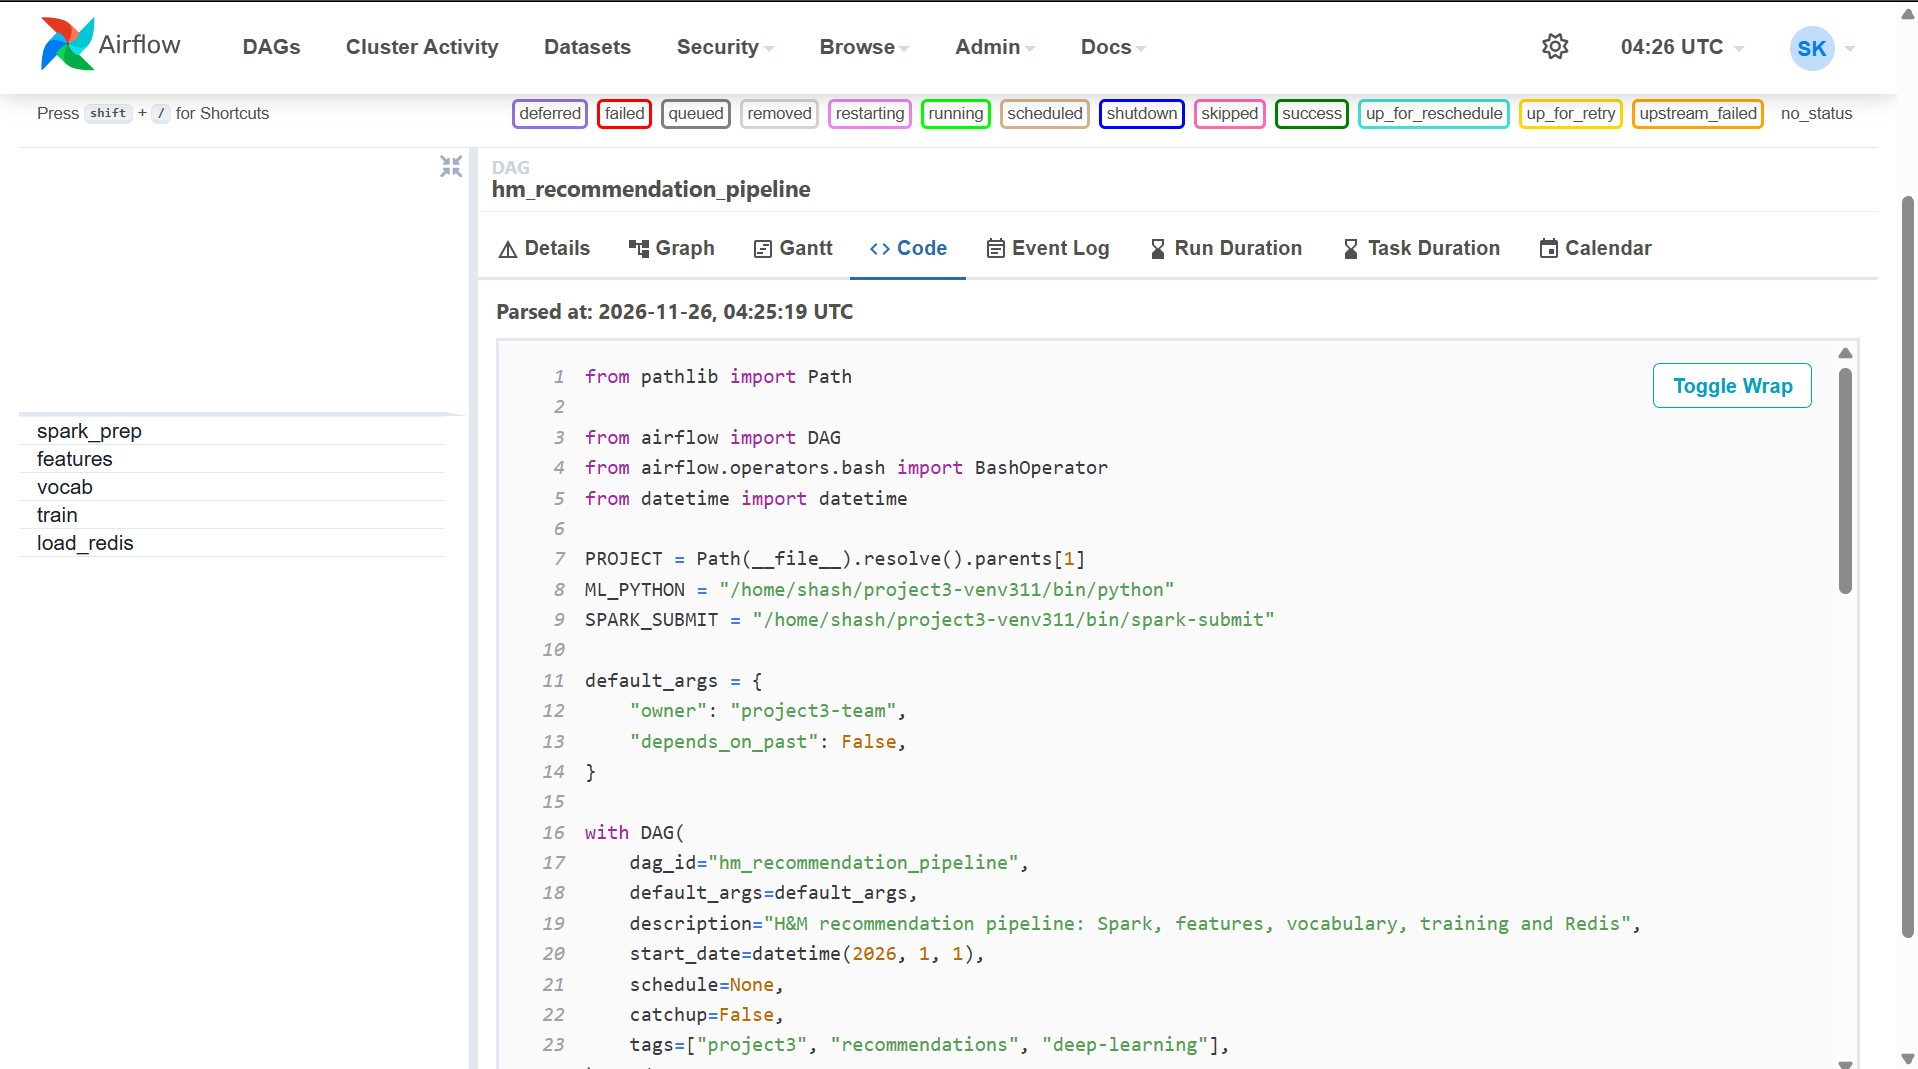 Airflow DAGs Cluster Activity Datasets Security Browse Admin Docs 04:26 UTC SK
Press shift + / for Shortcuts deferred failed queued removed restarting running scheduled shutdown skipped success up_for_reschedule up_for_retry upstream_failed no_status
DAG
hm_recommendation_pipeline
Details Graph Gantt <> Code Event Log Run Duration Task Duration Calendar
Parsed at: 2026-11-26, 04:25:19 UTC
Toggle Wrap
spark_prep
features
vocab
train
load_redis
1 from pathlib import Path
2
3 from airflow import DAG
4 from airflow.operators.bash import BashOperator
5 from datetime import datetime
6
7 PROJECT = Path(__file__).resolve().parents[1]
8 ML_PYTHON = "/home/shash/project3-venv311/bin/python"
9 SPARK_SUBMIT = "/home/shash/project3-venv311/bin/spark-submit"
10
11 default_args = {
12     "owner": "project3-team",
13     "depends_on_past": False,
14 }
15
16 with DAG(
17     dag_id="hm_recommendation_pipeline",
18     default_args=default_args,
19     description="H&M recommendation pipeline: Spark, features, vocabulary, training and Redis",
20     start_date=datetime(2026, 1, 1),
21     schedule=None,
22     catchup=False,
23     tags=["project3", "recommendations", "deep-learning"],